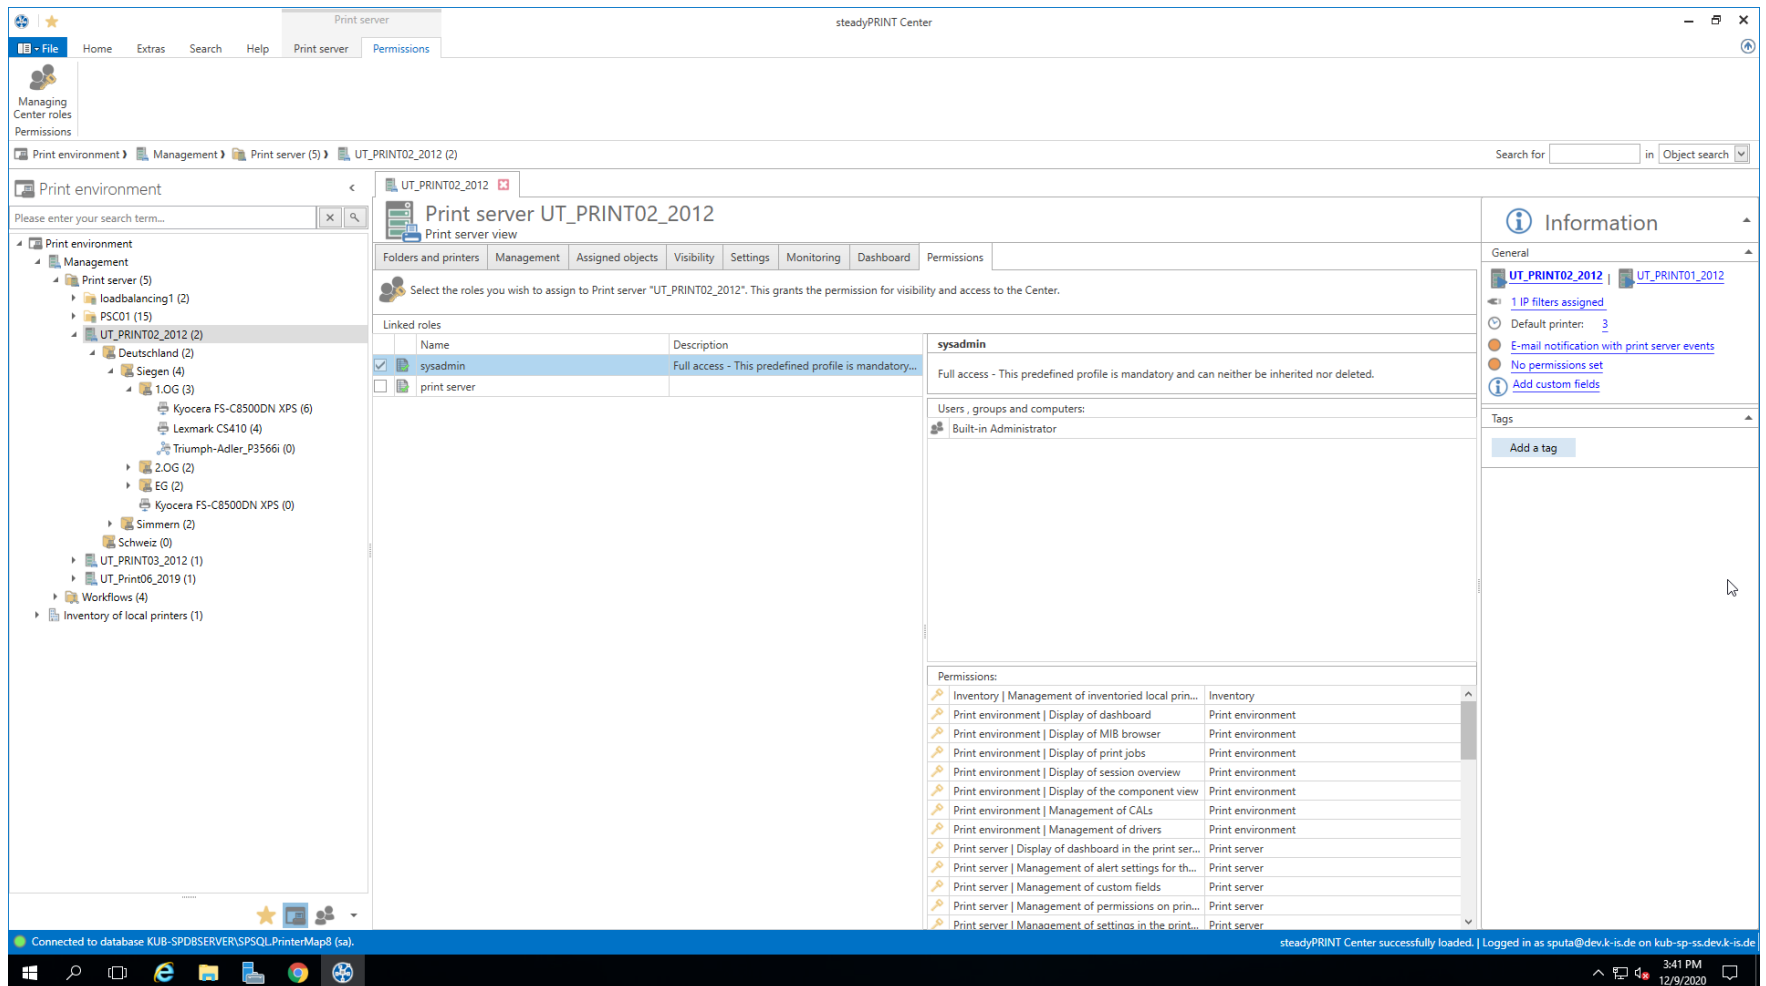 Print server
steadyPRINT Center
File Home Extras Search Help Print server Permissions
Managing
Center roles
Permissions
Print environment Management Print server (5) UT_PRINT02_2012 (2)
Search for in Object search
Print environment
Please enter your search term...
Print environment
Management
Print server (5)
loadbalancing1 (2)
PSC01 (15)
UT_PRINT02_2012 (2)
Deutschland (2)
Siegen (4)
1.OG (3)
Kyocera FS-C8500DN XPS (6)
Lexmark CS410 (4)
Triumph-Adler_P3566i (0)
2.OG (2)
EG (2)
Kyocera FS-C8500DN XPS (0)
Simmern (2)
Schweiz (0)
UT_PRINT03_2012 (1)
UT_Print06_2019 (1)
Workflows (4)
Inventory of local printers (1)
UT_PRINT02_2012
Print server UT_PRINT02_2012
Print server view
Folders and printers Management Assigned objects Visibility Settings Monitoring Dashboard Permissions
Select the roles you wish to assign to Print server "UT_PRINT02_2012". This grants the permission for visibility and access to the Center.
Linked roles
Name Description
sysadmin Full access - This predefined profile is mandatory...
print server
sysadmin
Full access - This predefined profile is mandatory and can neither be inherited nor deleted.
Users , groups and computers:
Built-in Administrator
Permissions:
Inventory | Management of inventoried local prin... Inventory
Print environment | Display of dashboard Print environment
Print environment | Display of MIB browser Print environment
Print environment | Display of print jobs Print environment
Print environment | Display of session overview Print environment
Print environment | Display of the component view Print environment
Print environment | Management of CALs Print environment
Print environment | Management of drivers Print environment
Print server | Display of dashboard in the print ser... Print server
Print server | Management of alert settings for th... Print server
Print server | Management of custom fields Print server
Print server | Management of permissions on prin... Print server
Print server | Management of settings in the print... Print server
Information
General
UT_PRINT02_2012 | UT_PRINT01_2012
1 IP filters assigned
Default printer: 3
E-mail notification with print server events
No permissions set
Add custom fields
Tags
Add a tag
Connected to database KUB-SPDBSERVER\SPSQL.PrinterMap8 (sa).
steadyPRINT Center successfully loaded. | Logged in as sputa@dev.k-is.de on kub-sp-ss.dev.k-is.de
3:41 PM
12/9/2020